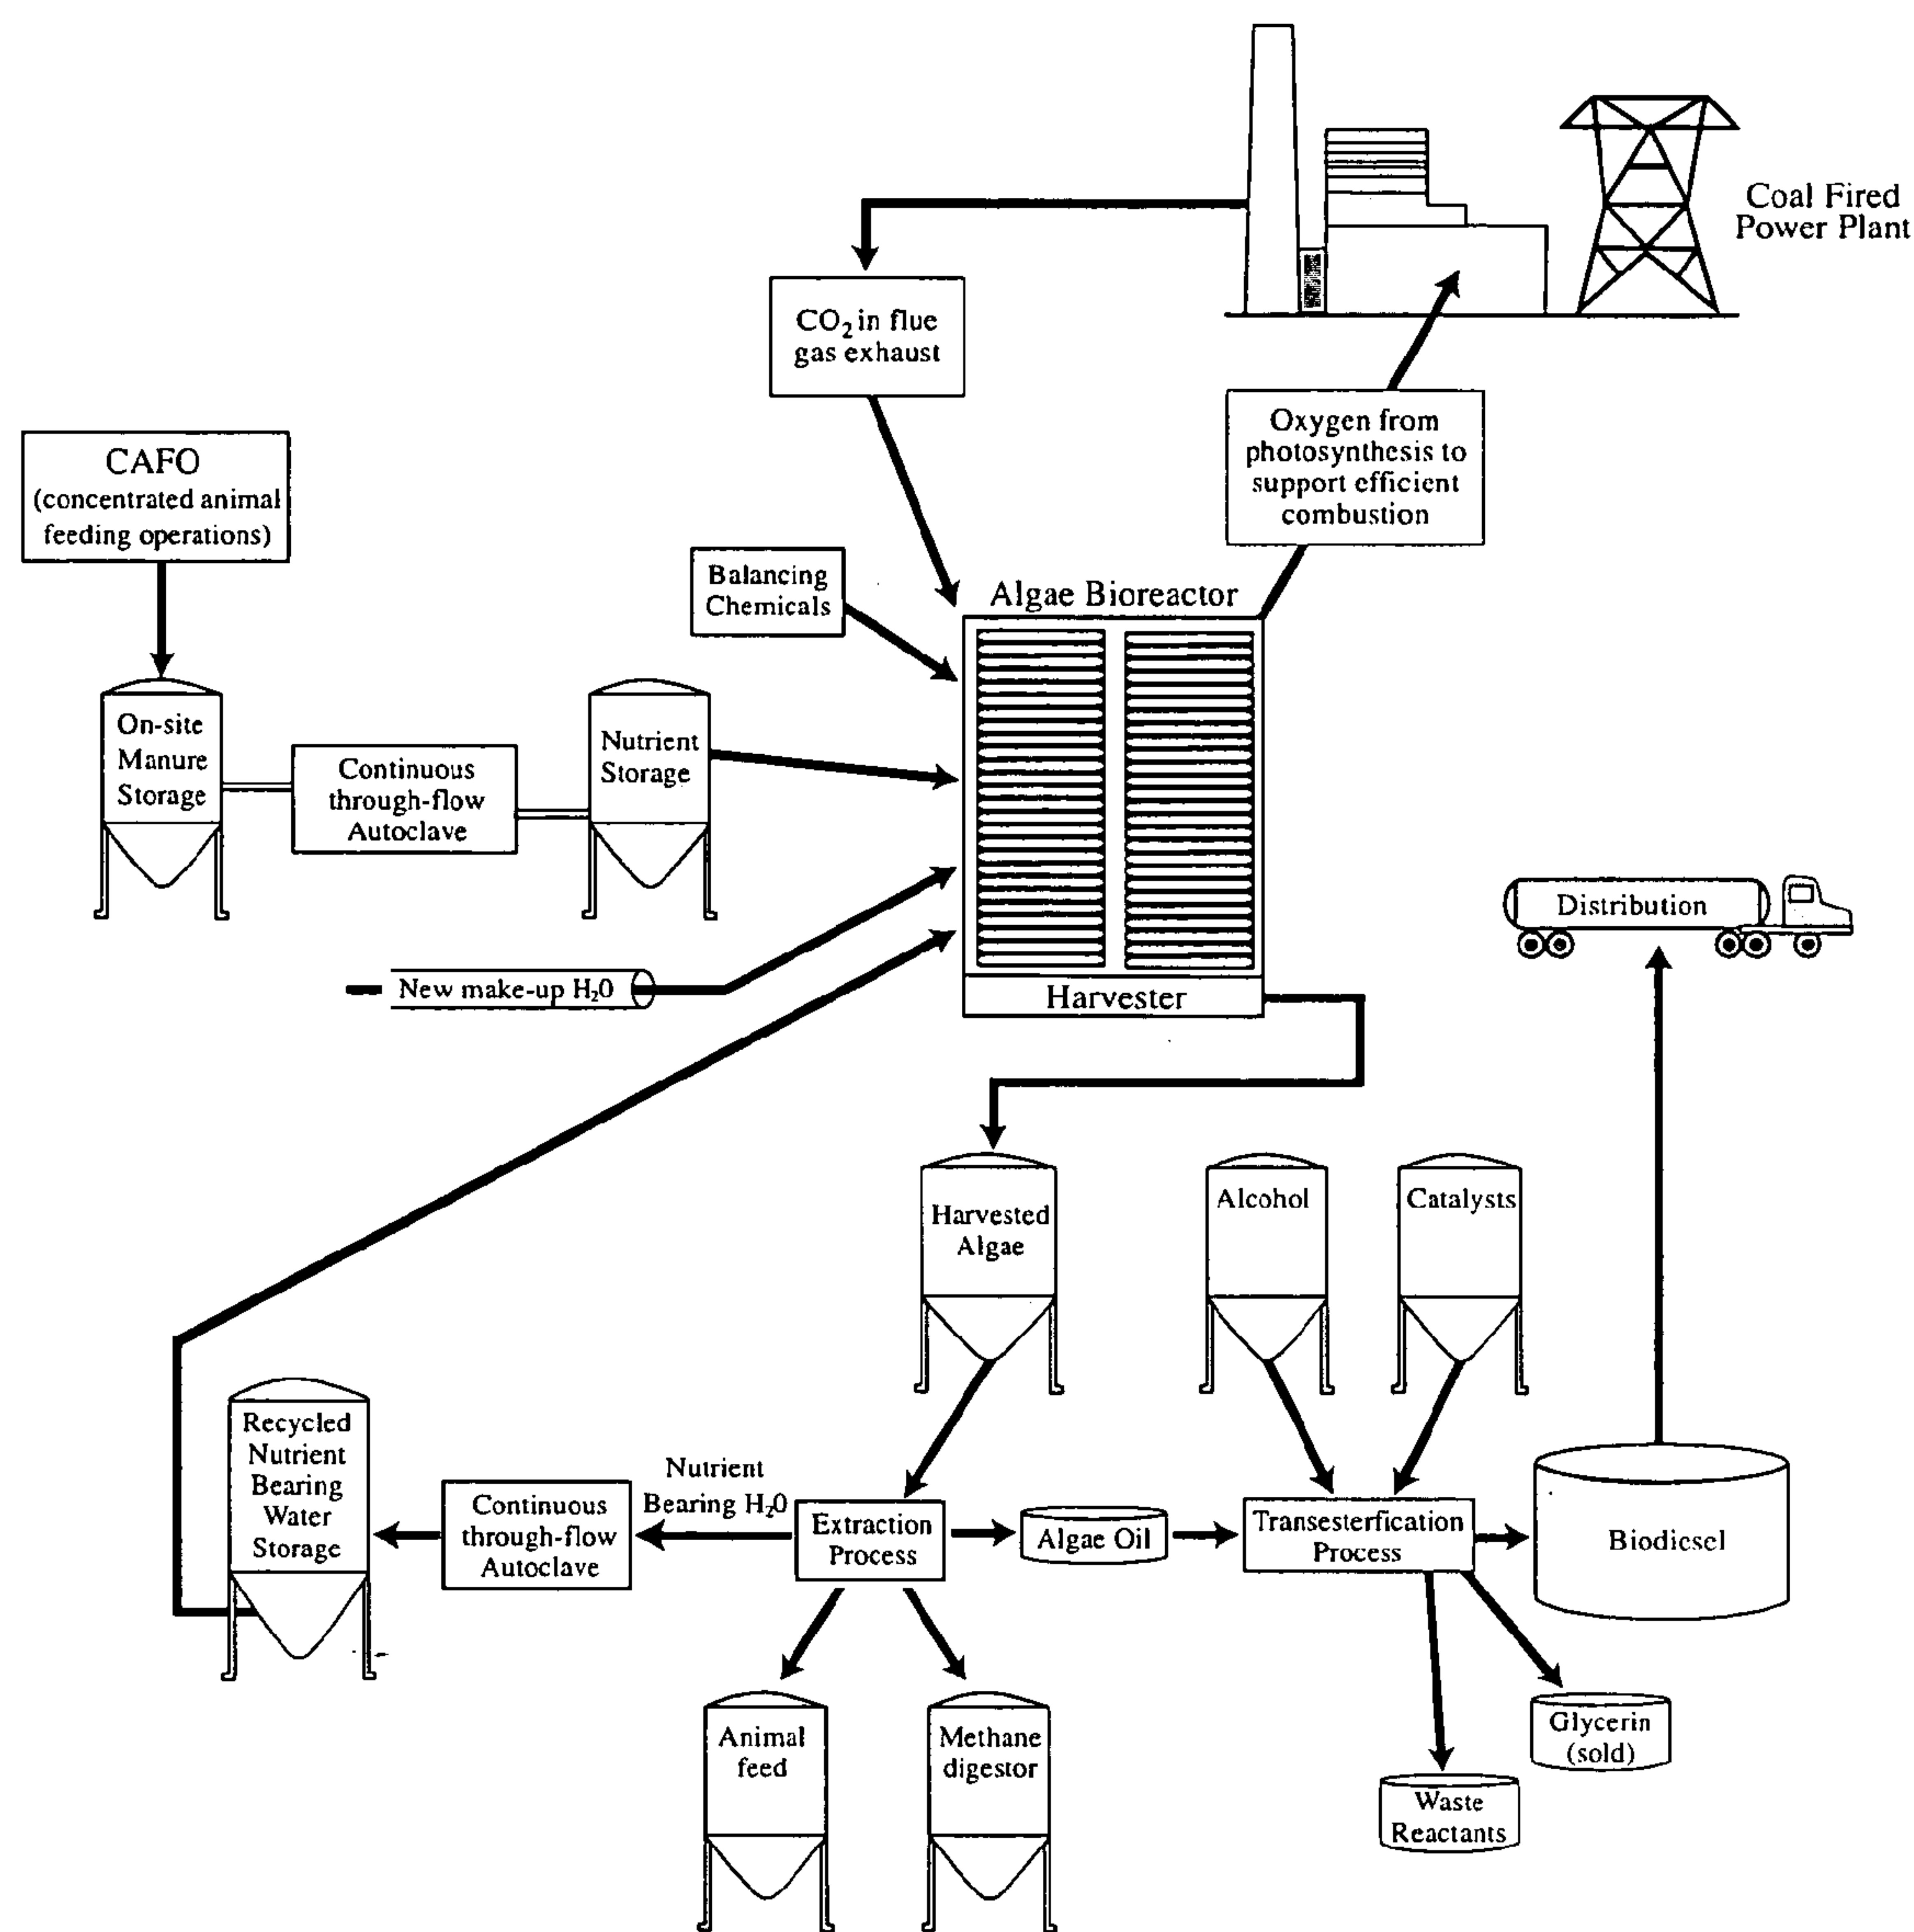 Coal Fired
Power Plant
CO₂ in flue
gas exhaust
Oxygen from
photosynthesis to
support efficient
combustion
CAFO
(concentrated animal
feeding operations)
Balancing
Chemicals
Algae Bioreactor
On-site
Manure
Storage
Continuous
through-flow
Autoclave
Nutrient
Storage
New make-up H₂0
Harvester
Distribution
Harvested
Algae
Alcohol
Catalysts
Recycled
Nutrient
Bearing
Water
Storage
Continuous
through-flow
Autoclave
Nutrient
Bearing H₂0
Extraction
Process
Algae Oil
Transesterfication
Process
Biodiesel
Animal
feed
Methane
digestor
Glycerin
(sold)
Waste
Reactants